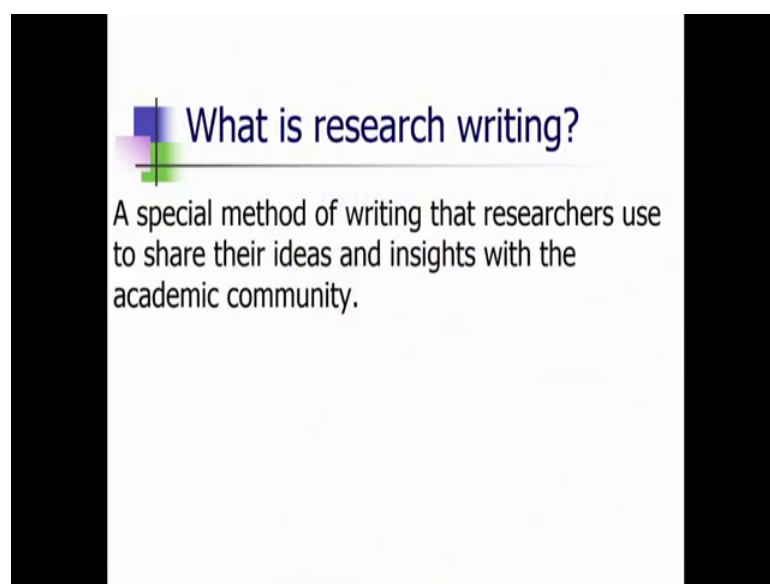 What is research writing?
A special method of writing that researchers use
to share their ideas and insights with the
academic community.